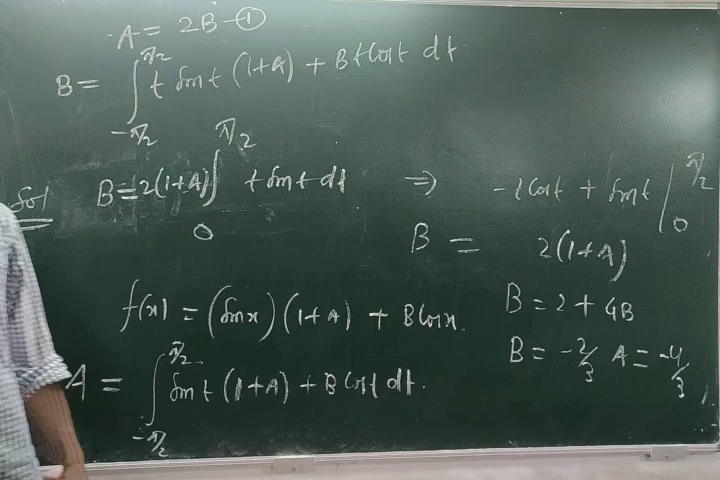 A = 2B - ①
B = ∫_{-π/2}^{π/2} t sin t (1+A) + B t cos t dt
Sol B = 2(1+A) ∫_0^{π/2} t sin t dt ⇒ -t cos t + sin t |_0^{π/2}
B = 2(1+A)
f(x) = (sin x)(1+A) + B cos x.
B = 2 + 4B
B = -2/3 A = -4/3
A = ∫_{-π/2}^{π/2} sin t (1+A) + B cos t dt.